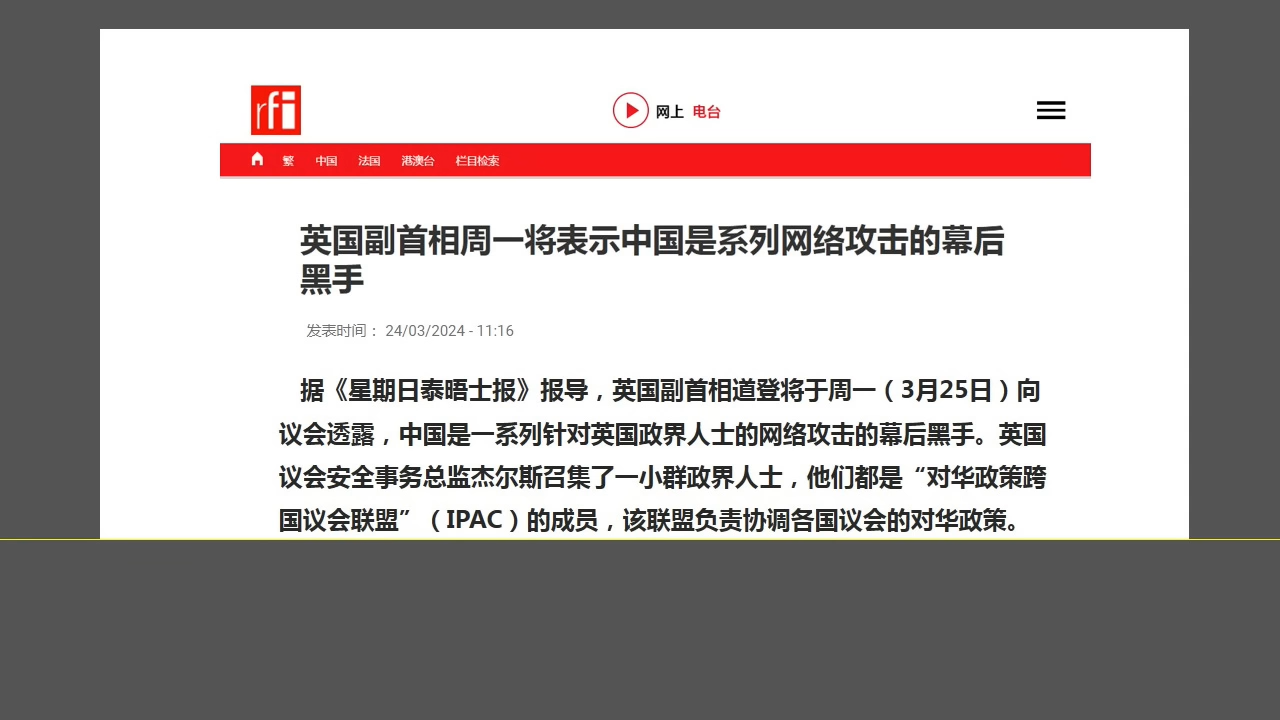 rfi
网上 电台
繁 中国 法国 港澳台 栏目检索
英国副首相周一将表示中国是系列网络攻击的幕后
黑手
发表时间： 24/03/2024 - 11:16
据《星期日泰晤士报》报导，英国副首相道登将于周一（3月25日）向
议会透露，中国是一系列针对英国政界人士的网络攻击的幕后黑手。英国
议会安全事务总监杰尔斯召集了一小群政界人士，他们都是“对华政策跨
国议会联盟”（IPAC）的成员，该联盟负责协调各国议会的对华政策。